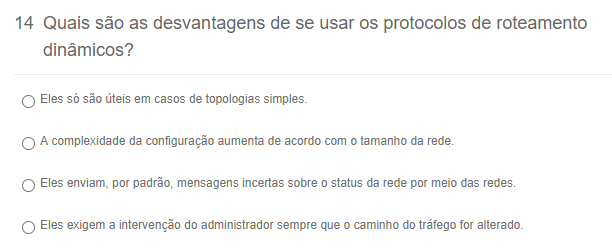 14 Quais são as desvantagens de se usar os protocolos de roteamento
dinâmicos?
Eles só são úteis em casos de topologias simples.
A complexidade da configuração aumenta de acordo com o tamanho da rede.
Eles enviam, por padrão, mensagens incertas sobre o status da rede por meio das redes.
Eles exigem a intervenção do administrador sempre que o caminho do tráfego for alterado.